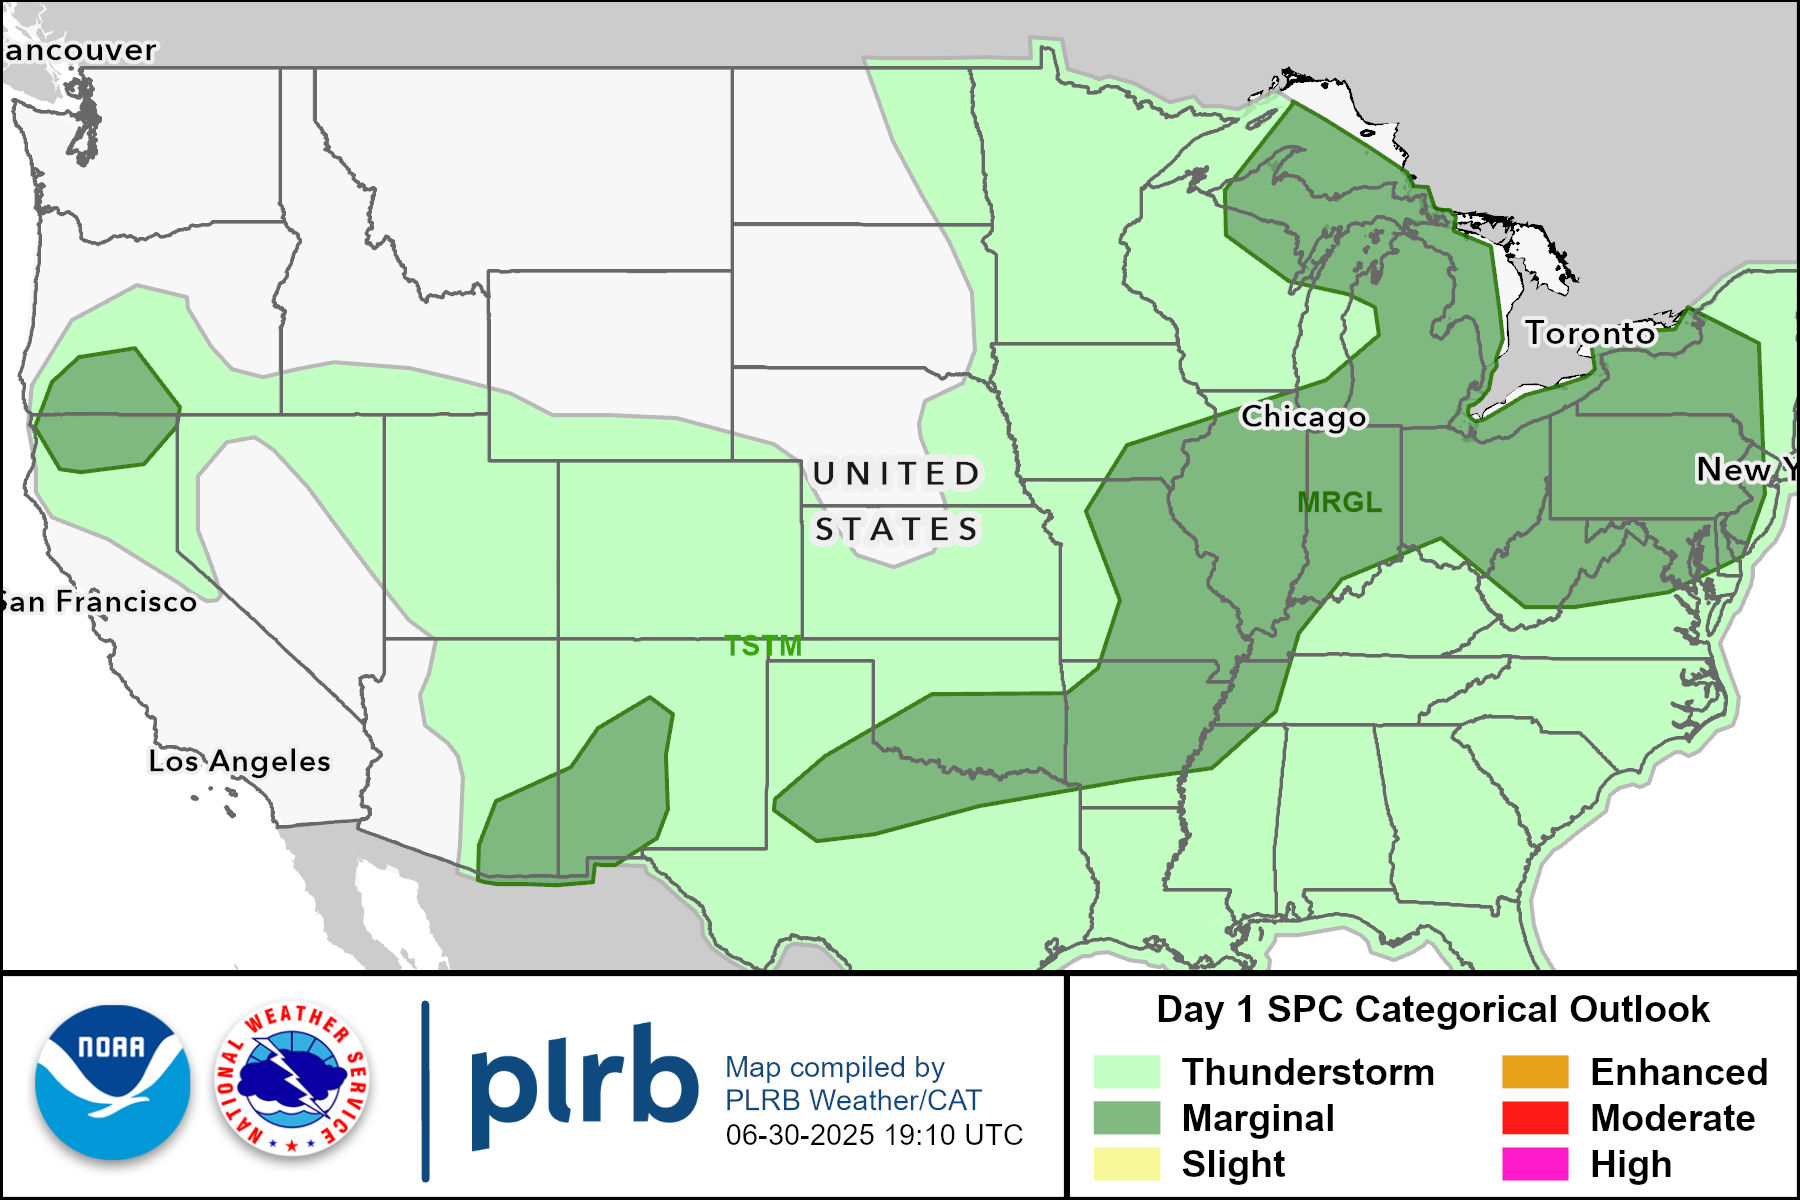 ancouver
Toronto
Chicago
UNITED
STATES
New Y
MRGL
San Francisco
TSTM
Los Angeles
NOAA
NATIONAL WEATHER SERVICE
plrb
Map compiled by
PLRB Weather/CAT
06-30-2025 19:10 UTC
Day 1 SPC Categorical Outlook
Thunderstorm
Marginal
Slight
Enhanced
Moderate
High